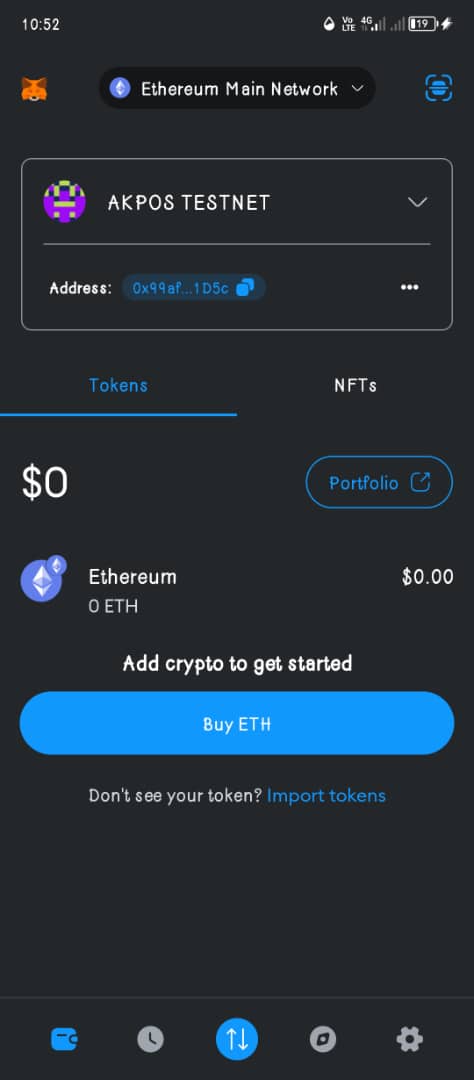 10:52
Vo LTE 4G 19
Ethereum Main Network
AKPOS TESTNET
Address: 0x99af...1D5c
Tokens NFTs
$0 Portfolio
Ethereum $0.00
0 ETH
Add crypto to get started
Buy ETH
Don't see your token? Import tokens